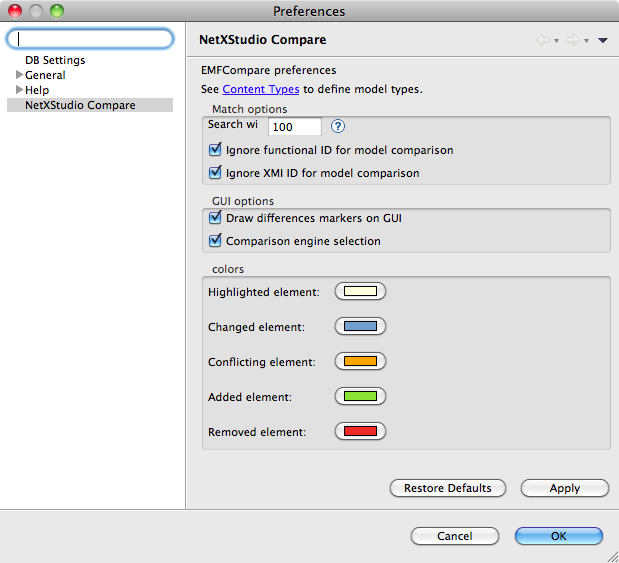 Preferences
DB Settings
General
Help
NetXStudio Compare
NetXStudio Compare
EMFCompare preferences
See Content Types to define model types.
Match options
Search wi 100 ?
Ignore functional ID for model comparison
Ignore XMI ID for model comparison
GUI options
Draw differences markers on GUI
Comparison engine selection
colors
Highlighted element:
Changed element:
Conflicting element:
Added element:
Removed element:
Restore Defaults Apply
Cancel OK